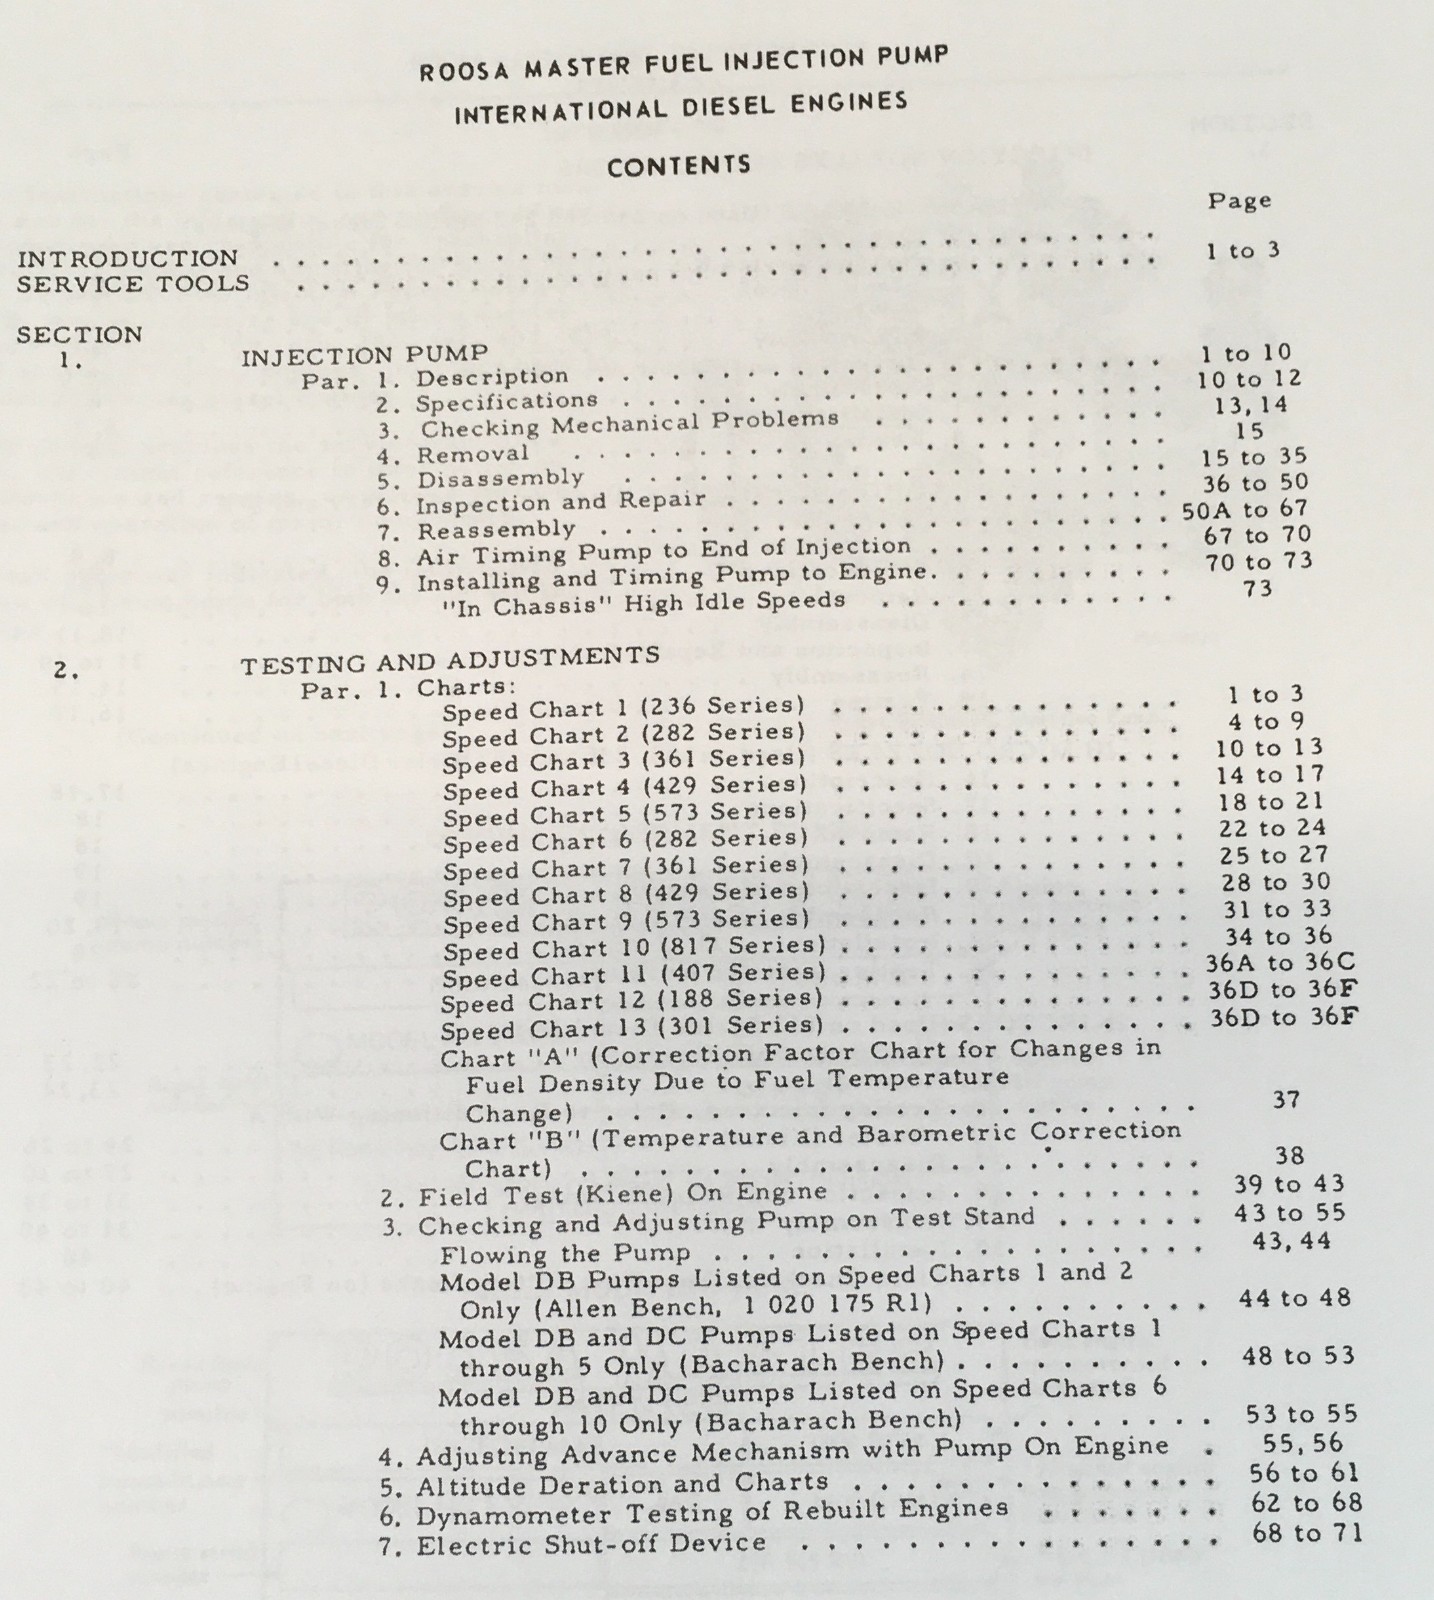 ROOSA MASTER FUEL INJECTION PUMP
INTERNATIONAL DIESEL ENGINES
CONTENTS
Page
INTRODUCTION . . . . . . . . . . . . . . . . . . . .
SERVICE TOOLS . . . . . . . . . . . . . . . . . . . . 1 to 3
SECTION
1. INJECTION PUMP
Par. 1. Description . . . . . . . . . . . . . . . . 1 to 10
2. Specifications . . . . . . . . . . . . . . . . 10 to 12
3. Checking Mechanical Problems . . . . . . . . . . 13, 14
4. Removal . . . . . . . . . . . . . . . . 15
5. Disassembly . . . . . . . . . . . . . . . . 15 to 35
6. Inspection and Repair . . . . . . . . . . . . . . 36 to 50
7. Reassembly . . . . . . . . . . . . . . . . 50A to 67
8. Air Timing Pump to End of Injection . . . . . . . . . . 67 to 70
9. Installing and Timing Pump to Engine. . . . . . . . . . 70 to 73
"In Chassis" High Idle Speeds . . . . . . . . . . 73
2. TESTING AND ADJUSTMENTS
Par. 1. Charts:
Speed Chart 1 (236 Series) . . . . . . . . . . . . . . 1 to 3
Speed Chart 2 (282 Series) . . . . . . . . . . . . . . 4 to 9
Speed Chart 3 (361 Series) . . . . . . . . . . . . . . 10 to 13
Speed Chart 4 (429 Series) . . . . . . . . . . . . . . 14 to 17
Speed Chart 5 (573 Series) . . . . . . . . . . . . . . 18 to 21
Speed Chart 6 (282 Series) . . . . . . . . . . . . . . 22 to 24
Speed Chart 7 (361 Series) . . . . . . . . . . . . . . 25 to 27
Speed Chart 8 (429 Series) . . . . . . . . . . . . . . 28 to 30
Speed Chart 9 (573 Series) . . . . . . . . . . . . . . 31 to 33
Speed Chart 10 (817 Series) . . . . . . . . . . . . . . 34 to 36
Speed Chart 11 (407 Series) . . . . . . . . . . . . . . 36A to 36C
Speed Chart 12 (188 Series) . . . . . . . . . . . . . . 36D to 36F
Speed Chart 13 (301 Series) . . . . . . . . . . . . . . 36D to 36F
Chart "A" (Correction Factor Chart for Changes in
Fuel Density Due to Fuel Temperature
Change) . . . . . . . . . . . . . . . . . . . . 37
Chart "B" (Temperature and Barometric Correction
Chart) . . . . . . . . . . . . . . . . . . . . 38
2. Field Test (Kiene) On Engine . . . . . . . . . . . . . . 39 to 43
3. Checking and Adjusting Pump on Test Stand . . . . . . 43 to 55
Flowing the Pump . . . . . . . . . . . . . . . . . 43, 44
Model DB Pumps Listed on Speed Charts 1 and 2
Only (Allen Bench, 1 020 175 R1) . . . . . . . . . . 44 to 48
Model DB and DC Pumps Listed on Speed Charts 1
through 5 Only (Bacharach Bench) . . . . . . . . . . 48 to 53
Model DB and DC Pumps Listed on Speed Charts 6
through 10 Only (Bacharach Bench) . . . . . . . . . 53 to 55
4. Adjusting Advance Mechanism with Pump On Engine . 55, 56
5. Altitude Deration and Charts . . . . . . . . . . . . . . 56 to 61
6. Dynamometer Testing of Rebuilt Engines . . . . . . . 62 to 68
7. Electric Shut-off Device . . . . . . . . . . . . . . . . 68 to 71